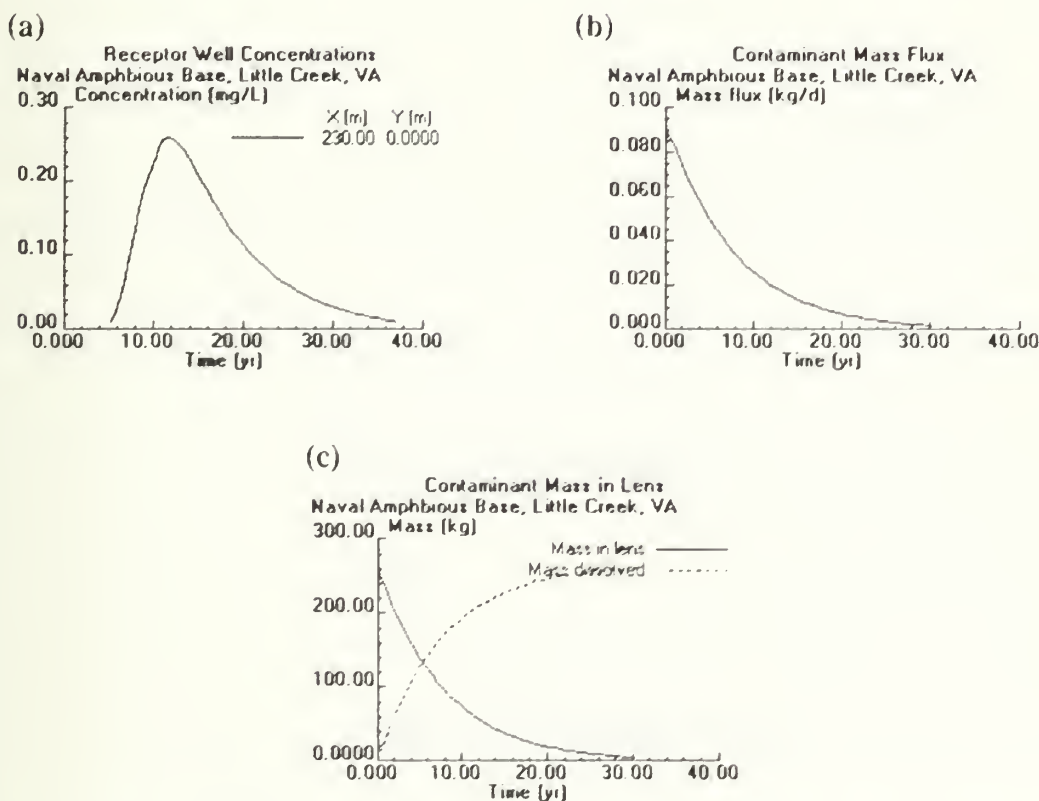 (a)
Receptor Well Concentrations
Naval Amphbious Base, Little Creek, VA
Concentration [mg/L]
0.30
0.20
0.10
0.00
X [m] Y [m]
230.00 0.0000
0.000 10.00 20.00 30.00 40.00
Time [yr]
(b)
Contaminant Mass Flux
Naval Amphbious Base, Little Creek, VA
Mass flux [kg/d]
0.100
0.080
0.060
0.040
0.020
0.000
0.000 10.00 20.00 30.00 40.00
Time [yr]
(c)
Contaminant Mass in Lens
Naval Amphbious Base, Little Creek, VA
Mass [kg]
300.00
200.00
100.00
0.0000
Mass in lens
Mass dissolved
0.000 10.00 20.00 30.00 40.00
Time [yr]